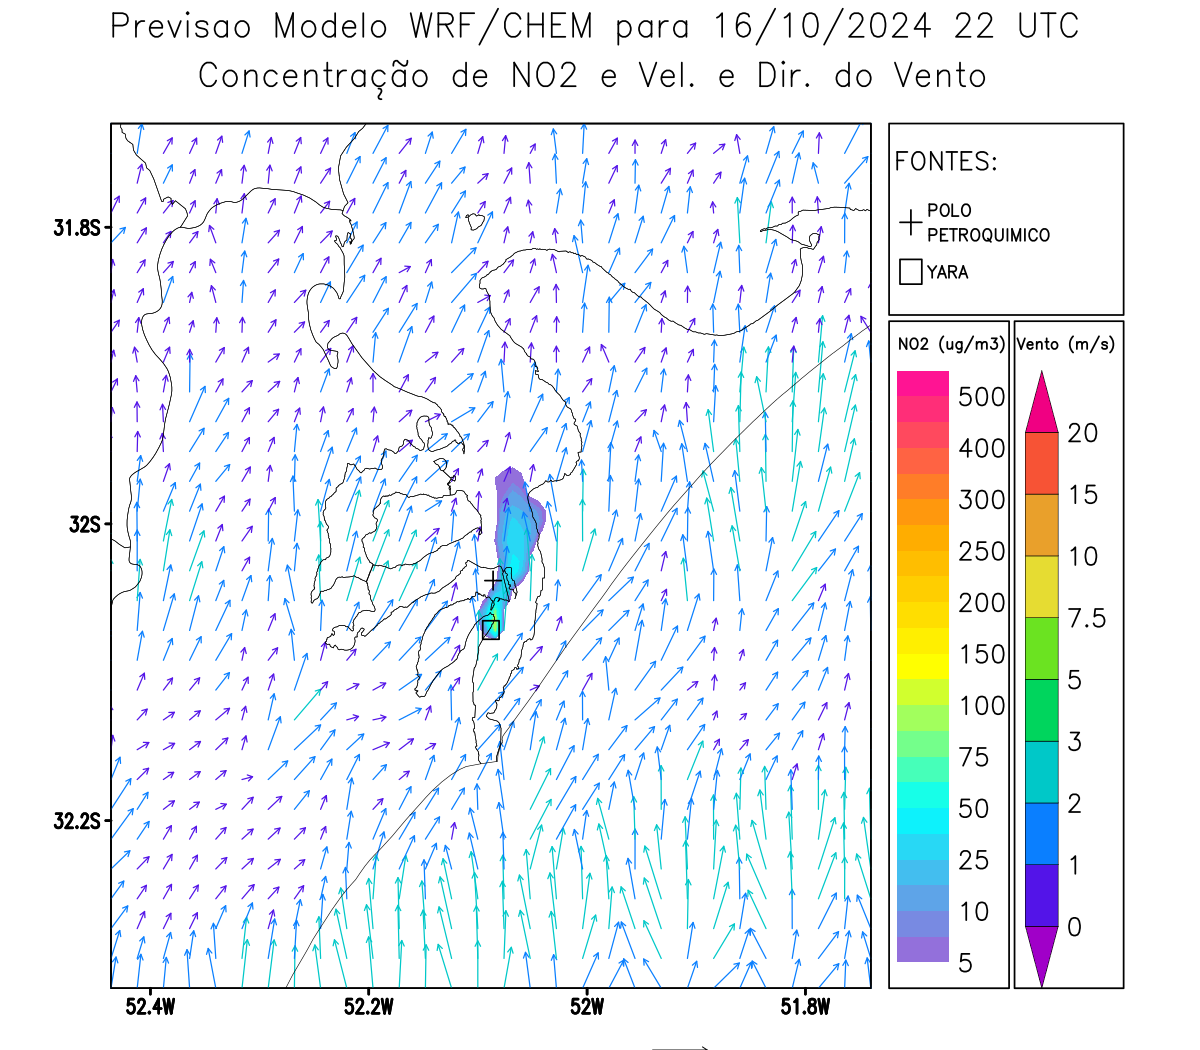 Previsao Modelo WRF/CHEM para 16/10/2024 22 UTC
Concentração de NO2 e Vel. e Dir. do Vento
FONTES:
POLO
PETROQUIMICO
YARA
NO2 (ug/m3)
500
400
300
250
200
150
100
75
50
25
10
5
Vento (m/s)
20
15
10
7.5
5
3
2
1
0
31.8S
32S
32.2S
52.4W
52.2W
52W
51.8W